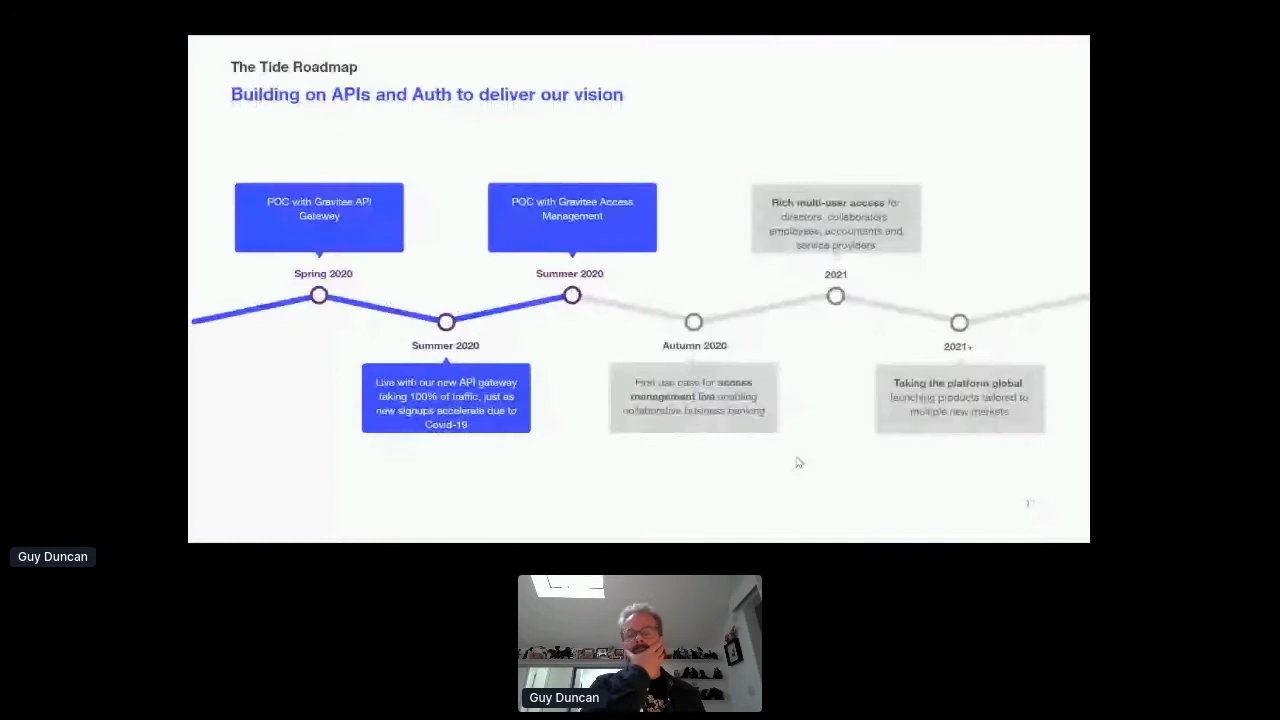 The Tide Roadmap
Building on APIs and Auth to deliver our vision
POC with Gravitee API
Gateway
Spring 2020
Live with our new API gateway
taking 100% of traffic, just as
new signups accelerate due to
Covid-19
Summer 2020
POC with Gravitee Access
Management
Summer 2020
Autumn 2020
First use case for access
management live enabling
collaborative business banking
Rich multi-user access for
directors, collaborators
employees, accountants and
service providers
2021
2021+
Taking the platform global
launching products tailored to
multiple new markets
Guy Duncan
Guy Duncan